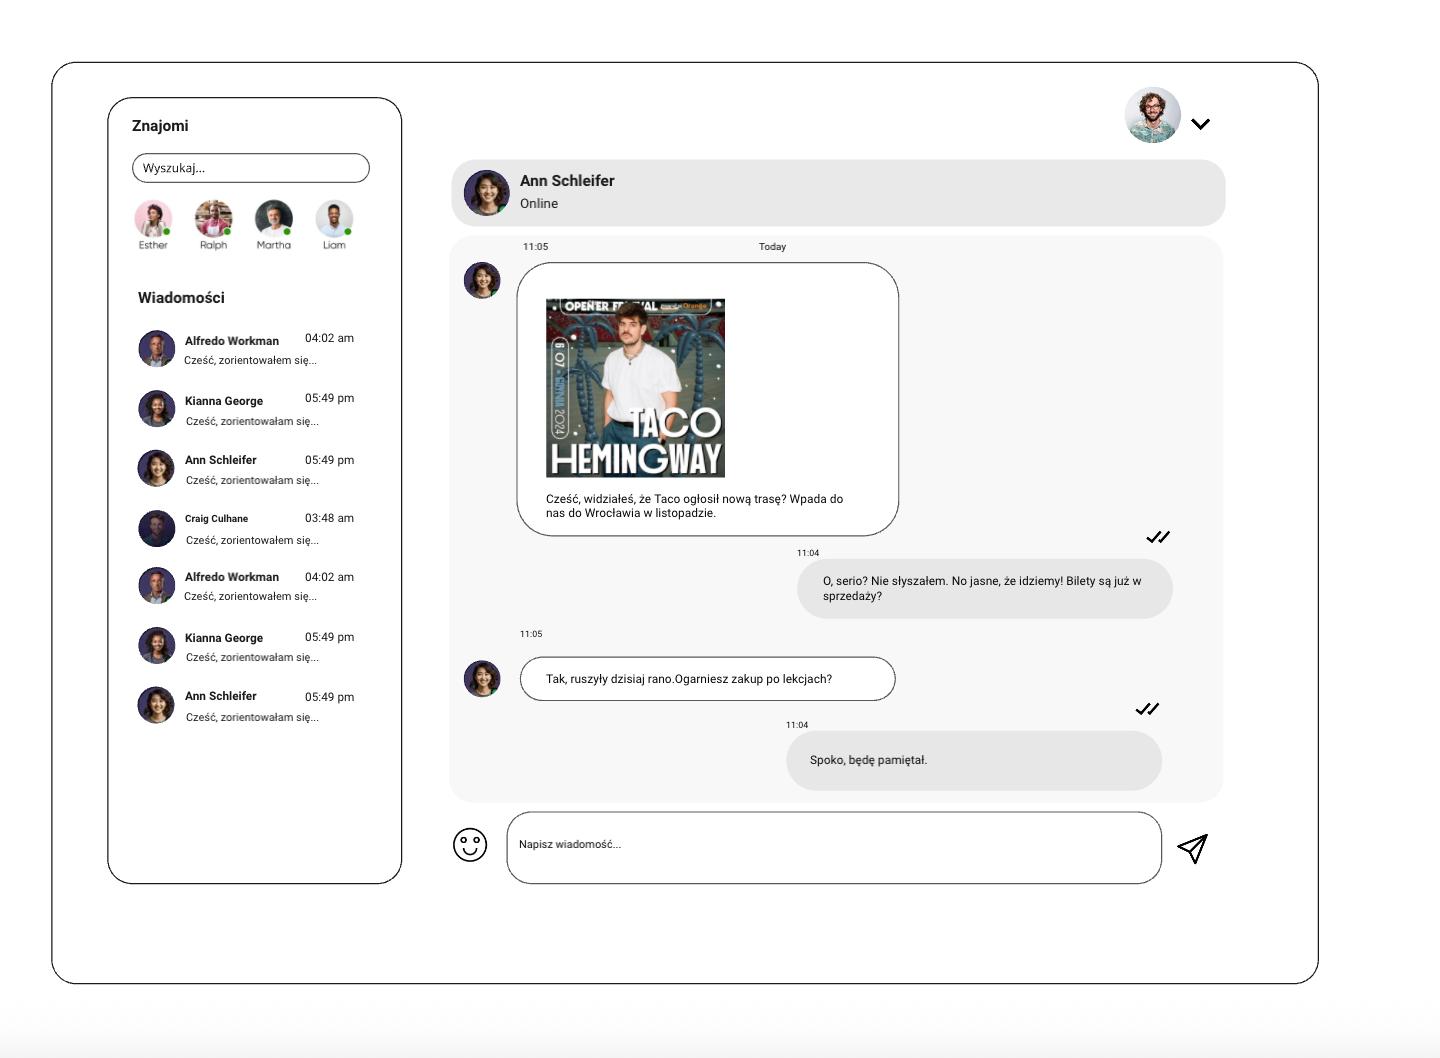 Znajomi
Wyszukaj...
Esther
Ralph
Martha
Liam
Wiadomości
Alfredo Workman
04:02 am
Cześć, zorientowałem się...
Kianna George
05:49 pm
Cześć, zorientowałam się...
Ann Schleifer
05:49 pm
Cześć, zorientowałam się...
Craig Culhane
03:48 am
Cześć, zorientowałam się...
Alfredo Workman
04:02 am
Cześć, zorientowałem się...
Kianna George
05:49 pm
Cześć, zorientowałam się...
Ann Schleifer
05:49 pm
Cześć, zorientowałam się...
Ann Schleifer
Online
11:05
Today
OPEN'ER
Orange
6 07
GDYNIA 2024
TACO
HEMINGWAY
Cześć, widziałeś, że Taco ogłosił nową trasę? Wpada do
nas do Wrocławia w listopadzie.
11:04
O, serio? Nie słyszałem. No jasne, że idziemy! Bilety są już w
sprzedaży?
11:05
Tak, ruszyły dzisiaj rano.Ogarniesz zakup po lekcjach?
11:04
Spoko, będę pamiętał.
Napisz wiadomość...